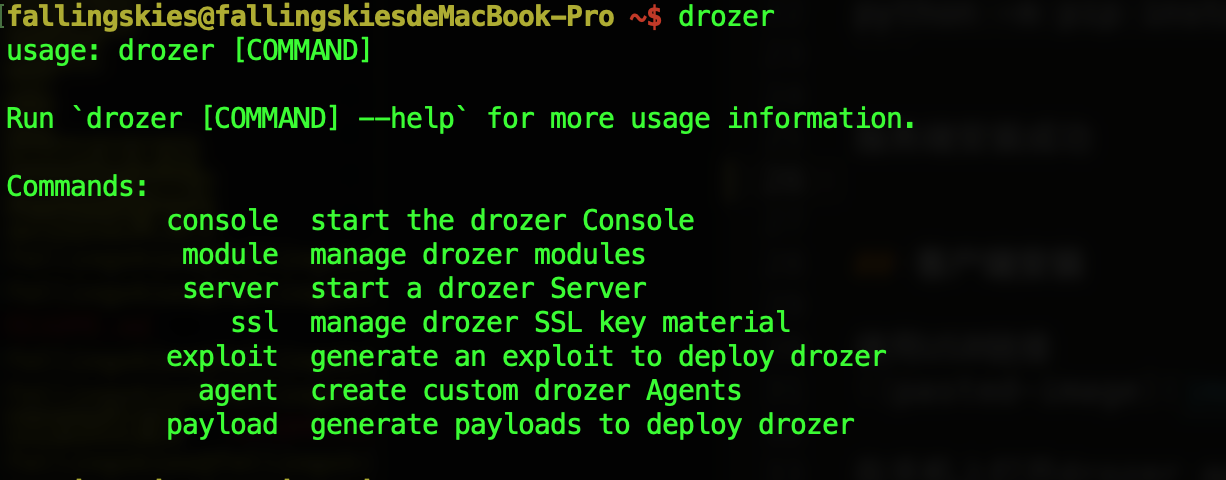 fallingskies@fallingskiesdeMacBook-Pro ~$ drozer
usage: drozer [COMMAND]
Run `drozer [COMMAND] --help` for more usage information.
Commands:
console  start the drozer Console
module  manage drozer modules
server  start a drozer Server
ssl  manage drozer SSL key material
exploit  generate an exploit to deploy drozer
agent  create custom drozer Agents
payload  generate payloads to deploy drozer